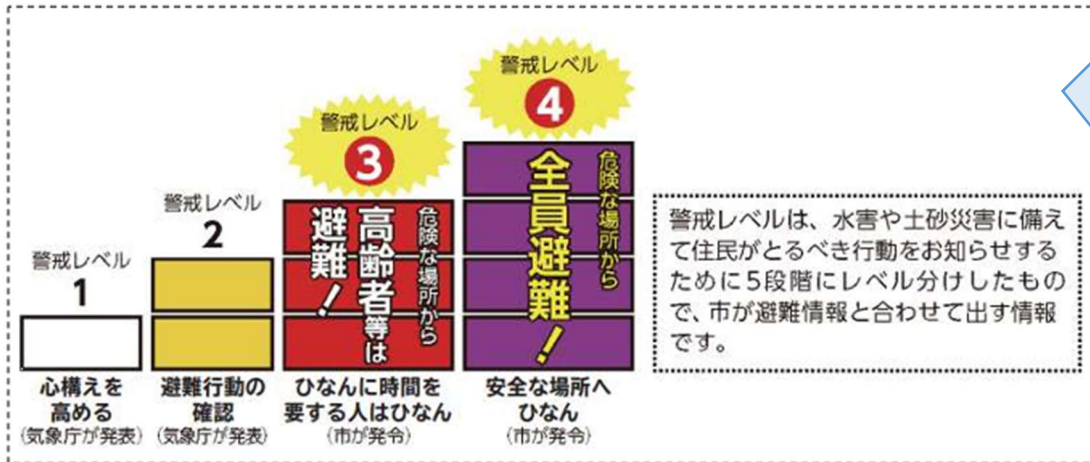 警戒レベル
1
心構えを
高める
(気象庁が発表)
警戒レベル
2
避難行動の
確認
(気象庁が発表)
警戒レベル
3
危険な場所から
高齢者等は
避難!
ひなんに時間を
要する人はひなん
(市が発令)
警戒レベル
4
危険な場所から
全員避難!
安全な場所へ
ひなん
(市が発令)
警戒レベルは、水害や土砂災害に備え
て住民がとるべき行動をお知らせする
ために5段階にレベル分けしたもの
で、市が避難情報と合わせて出す情報
です。